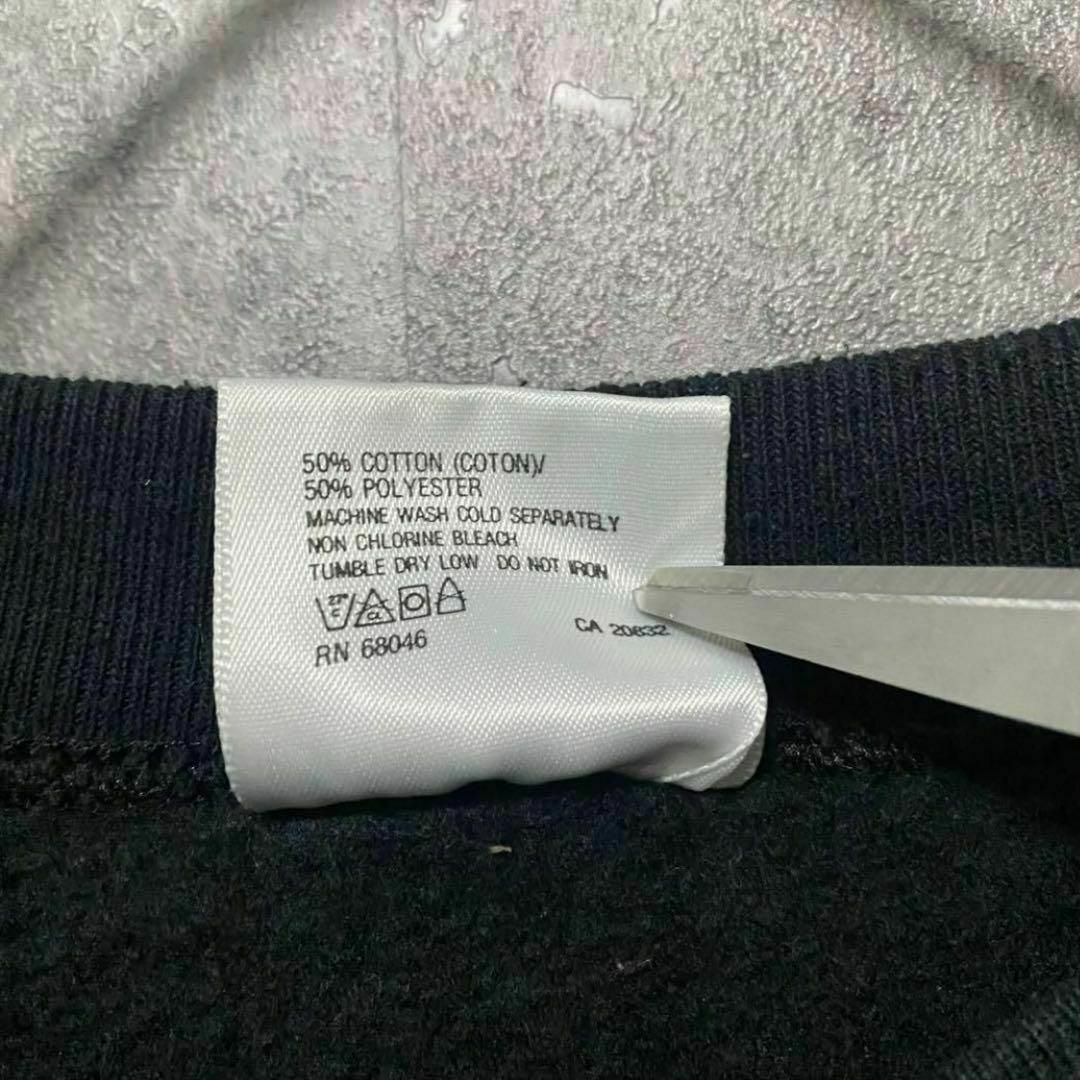 50% COTTON (COTON)/
50% POLYESTER
MACHINE WASH COLD SEPARATELY
NON CHLORINE BLEACH
TUMBLE DRY LOW DO NOT IRON
CL
RN 68046
CA 20832